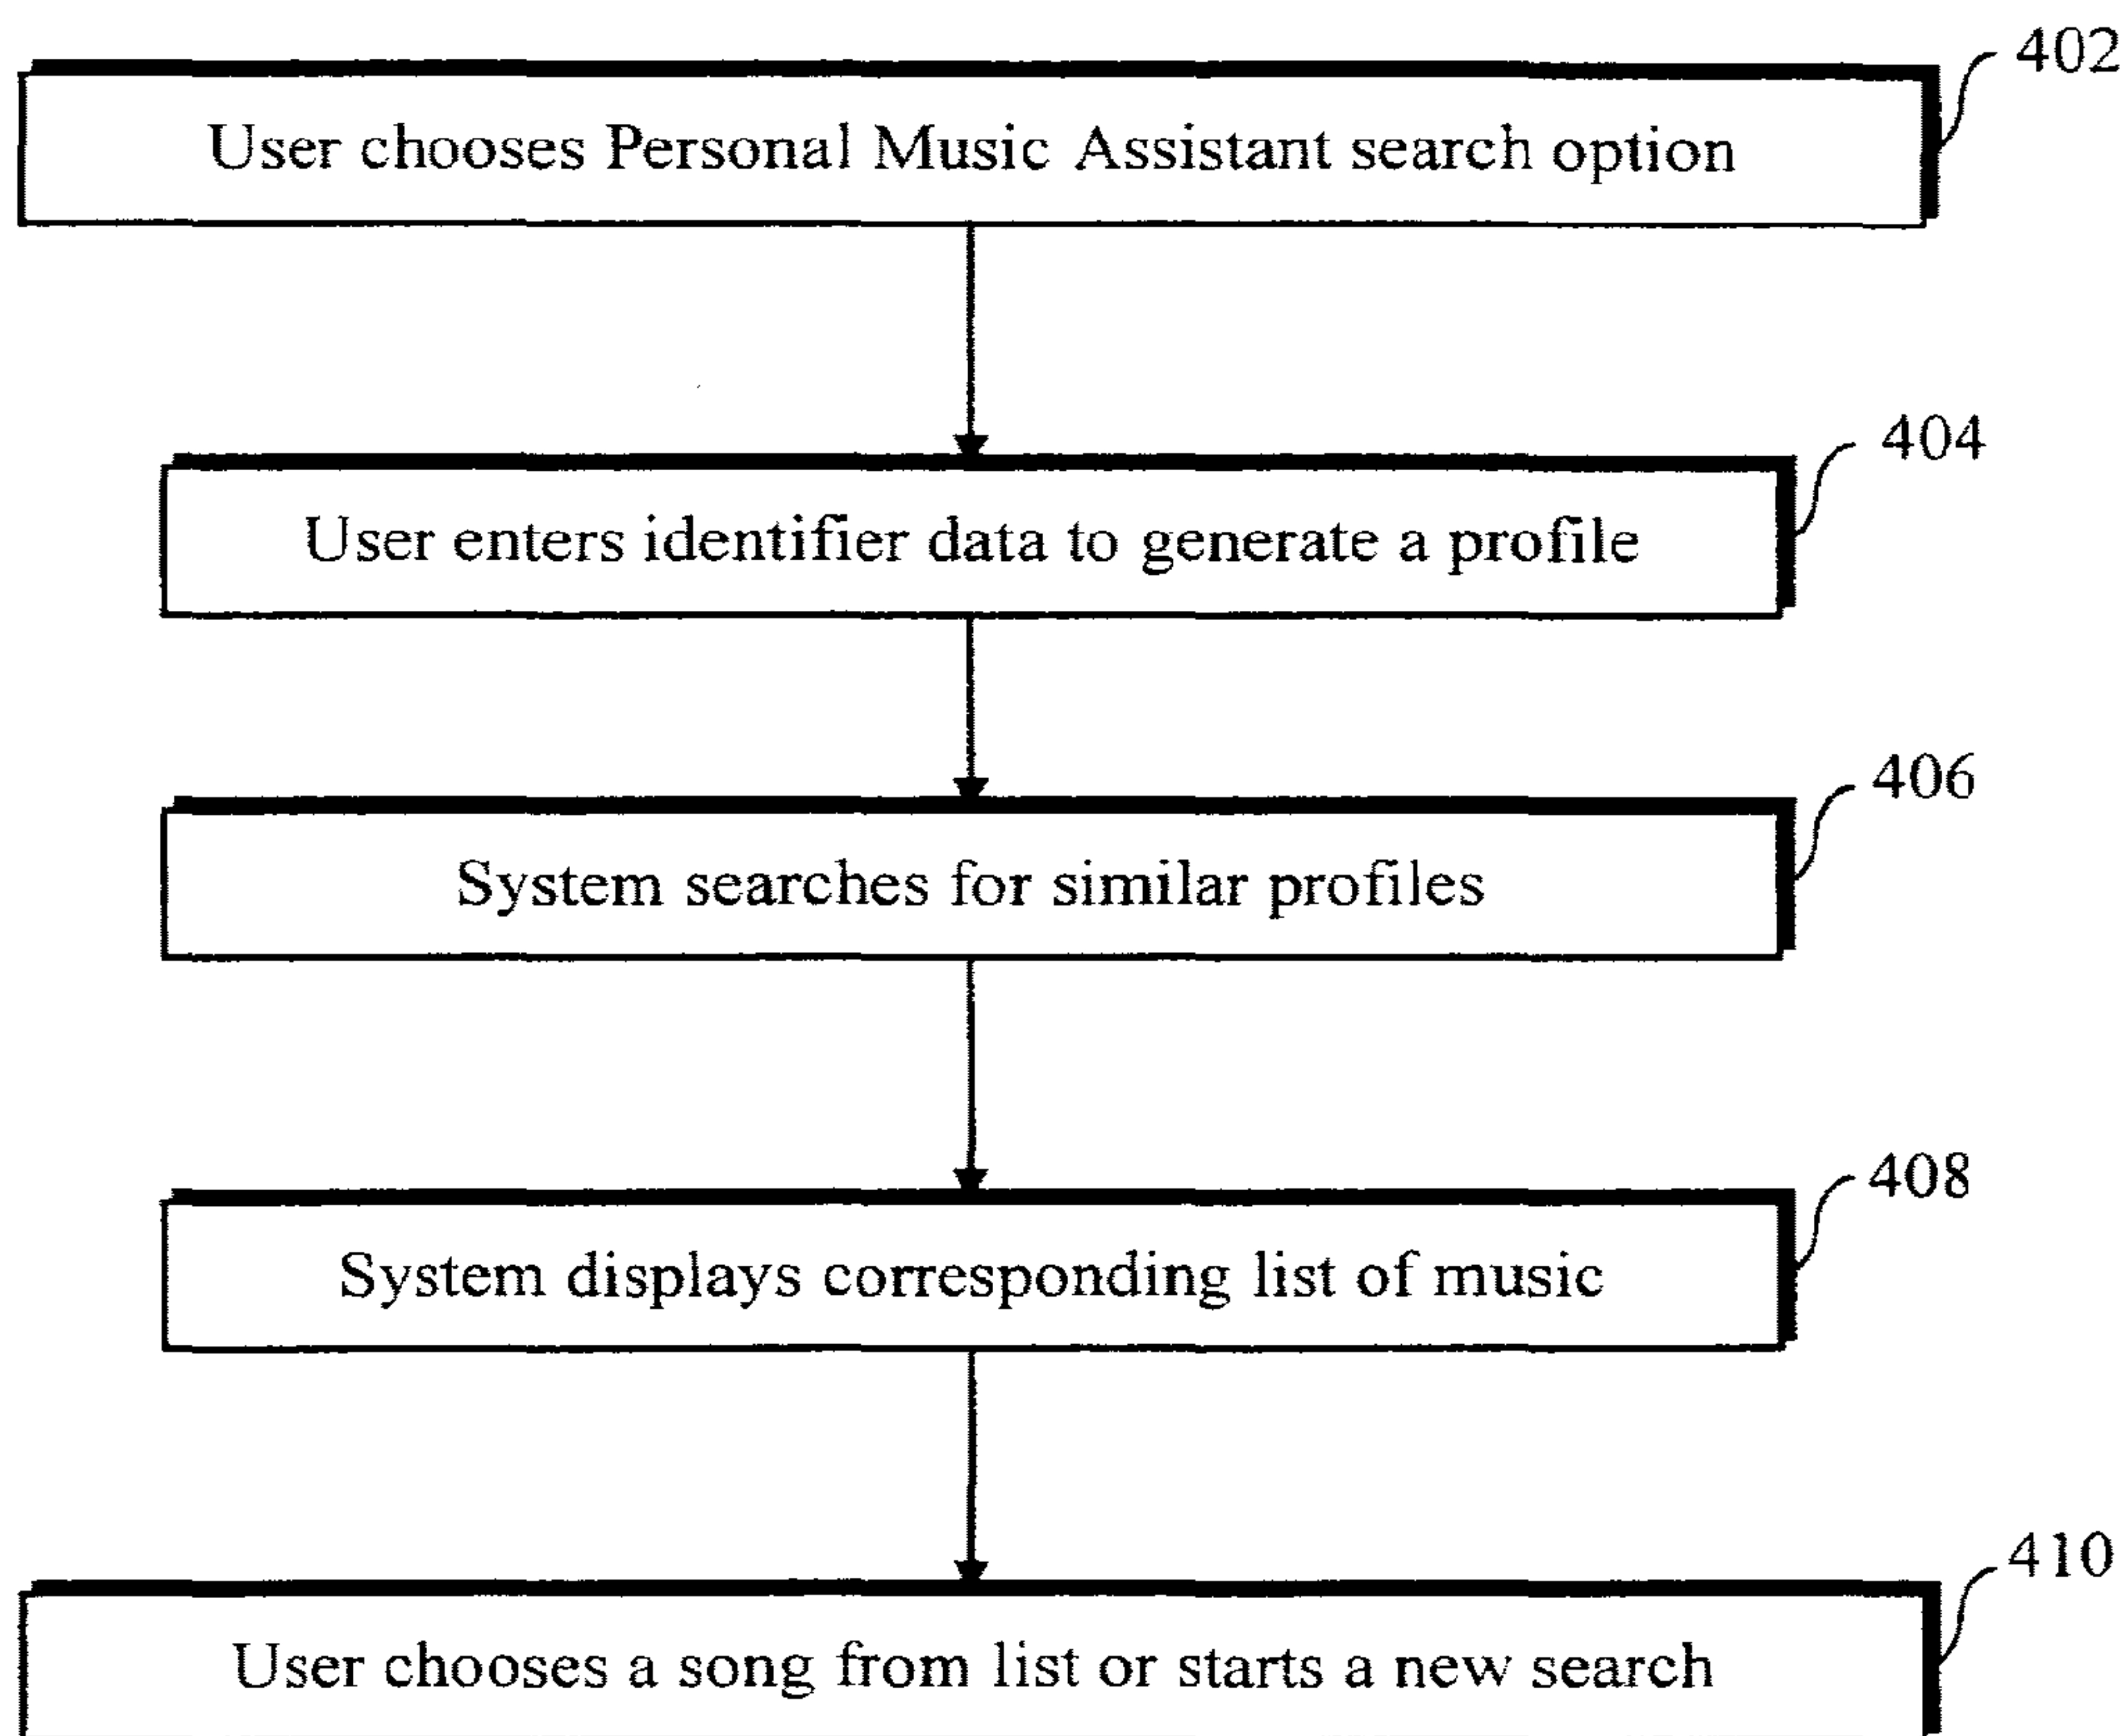 402
User chooses Personal Music Assistant search option
404
User enters identifier data to generate a profile
406
System searches for similar profiles
408
System displays corresponding list of music
410
User chooses a song from list or starts a new search